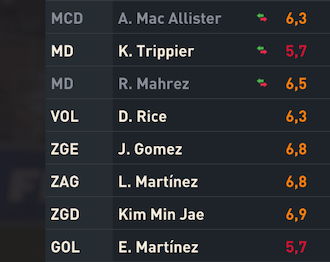 MCD A. Mac Allister 6,3
MD K. Trippier 5,7
MD R. Mahrez 6,5
VOL D. Rice 6,3
ZGE J. Gomez 6,8
ZAG L. Martínez 6,8
ZGD Kim Min Jae 6,9
GOL E. Martínez 5,7